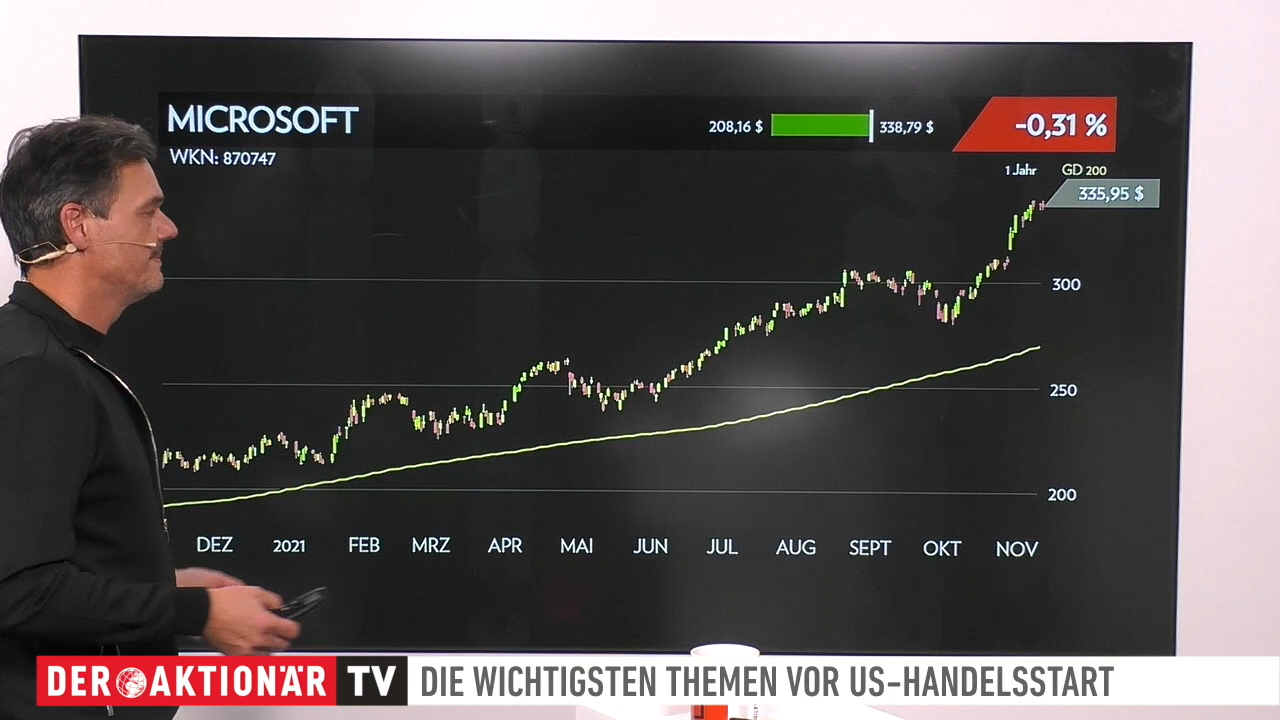 MICROSOFT
WKN: 870747
208,16 $
338,79 $
-0,31 %
1 Jahr GD 200
335,95 $
300
250
200
DEZ 2021 FEB MRZ APR MAI JUN JUL AUG SEPT OKT NOV
DER AKTIONÄR TV DIE WICHTIGSTEN THEMEN VOR US-HANDELSSTART